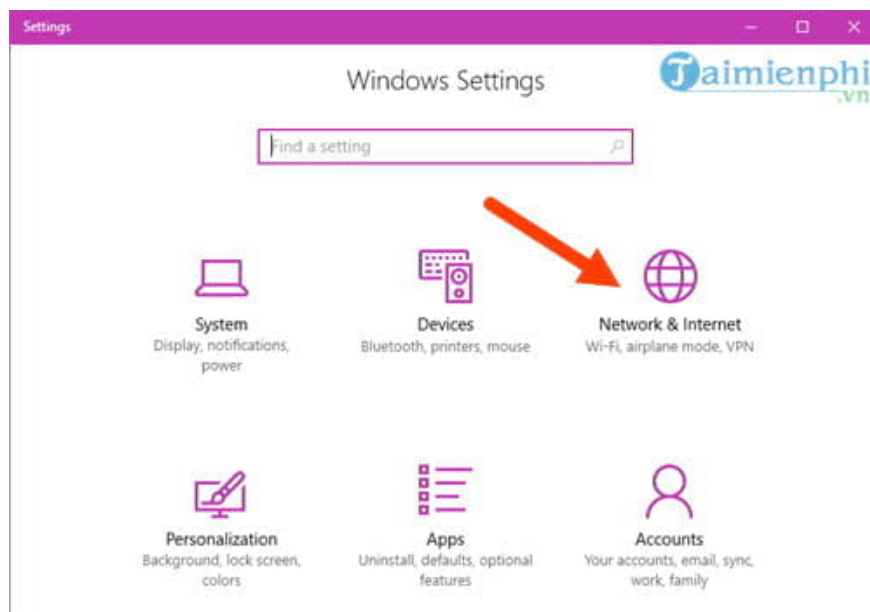 Settings
Taimienphi
.vn
Windows Settings
Find a setting
System
Display, notifications,
power
Devices
Bluetooth, printers, mouse
Network & Internet
Wi-Fi, airplane mode, VPN
Personalization
Background, lock screen,
colors
Apps
Uninstall, defaults, optional
features
Accounts
Your accounts, email, sync,
work, family